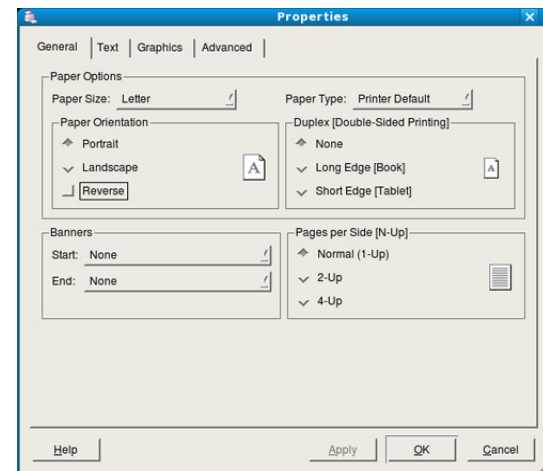 Properties
General Text Graphics Advanced
Paper Options
Paper Size: Letter Paper Type: Printer Default
Paper Orientation
Portrait
Landscape
Reverse
A
Duplex [Double-Sided Printing]
None
Long Edge [Book]
Short Edge [Tablet]
A
Banners
Start: None
End: None
Pages per Side [N-Up]
Normal (1-Up)
2-Up
4-Up
Help Apply OK Cancel